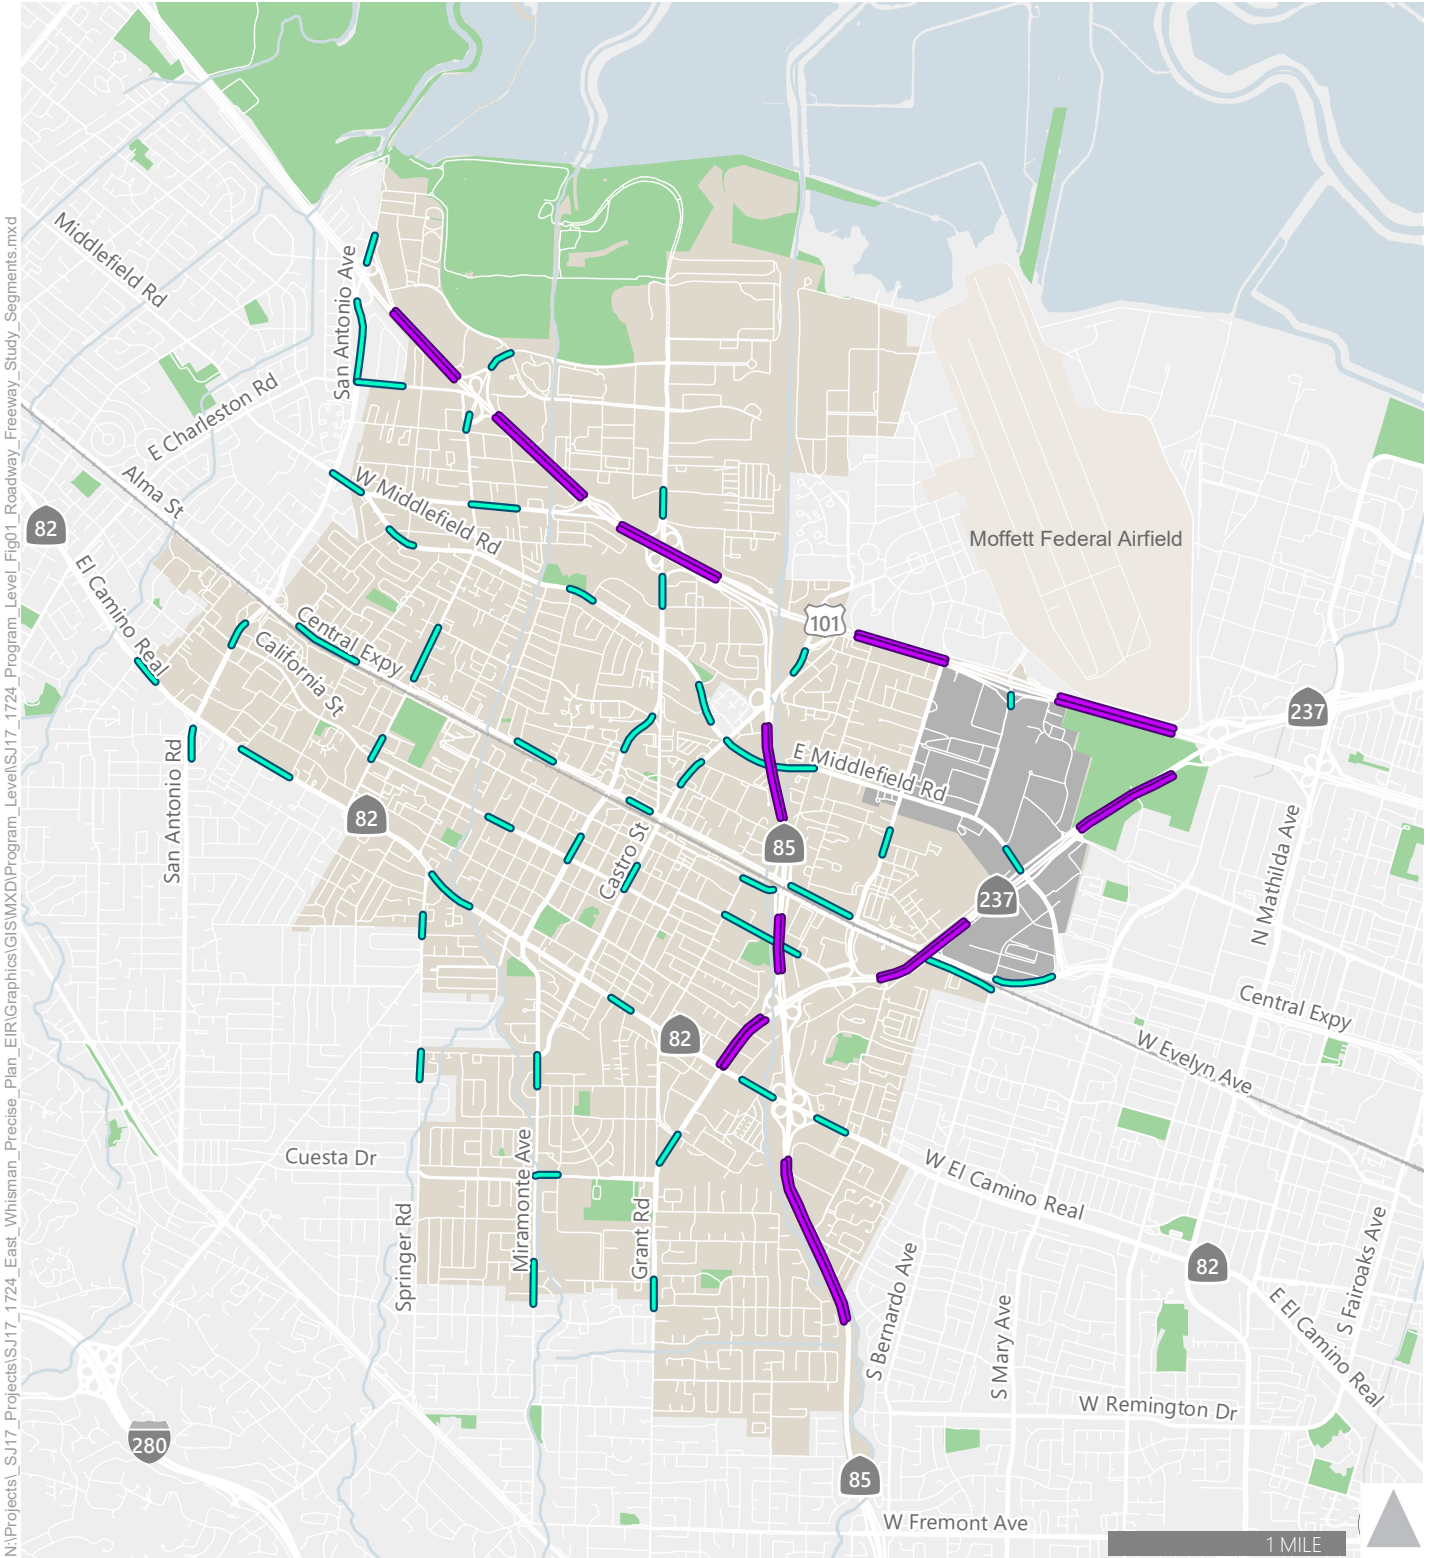 N:\Projects\_SJ17_Projects\SJ17_1724_East_Whisman_Precise_Plan_EIR\Graphics\GIS\MXD\Program_Level\SJ17_1724_Program_Level_Fig01_Roadway_Freeway_Study_Segments.mxd
Middlefield Rd
San Antonio Ave
E Charleston Rd
Alma St
W Middlefield Rd
82
Moffett Federal Airfield
El Camino Real
Central Expy
101
California St
237
San Antonio Rd
E Middlefield Rd
82
85
Castro St
N Mathilda Ave
237
Central Expy
82
W Evelyn Ave
Cuesta Dr
Miramonte Ave
W El Camino Real
Springer Rd
Grant Rd
S Bernardo Ave
S Fairoaks Ave
82
S Mary Ave
E El Camino Real
W Remington Dr
280
85
W Fremont Ave
1 MILE